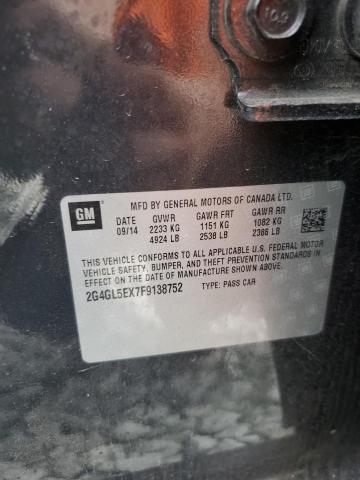 10.9
GM
MFD BY GENERAL MOTORS OF CANADA LTD.
DATE GVWR GAWR FRT GAWR RR
09/14 2233 KG 1151 KG 1082 KG
4924 LB 2538 LB 2386 LB
THIS VEHICLE CONFORMS TO ALL APPLICABLE U.S. FEDERAL MOTOR
VEHICLE SAFETY, BUMPER, AND THEFT PREVENTION STANDARDS IN
EFFECT ON THE DATE OF MANUFACTURE SHOWN ABOVE.
2G4GL5EX7F9138752 TYPE: PASS CAR